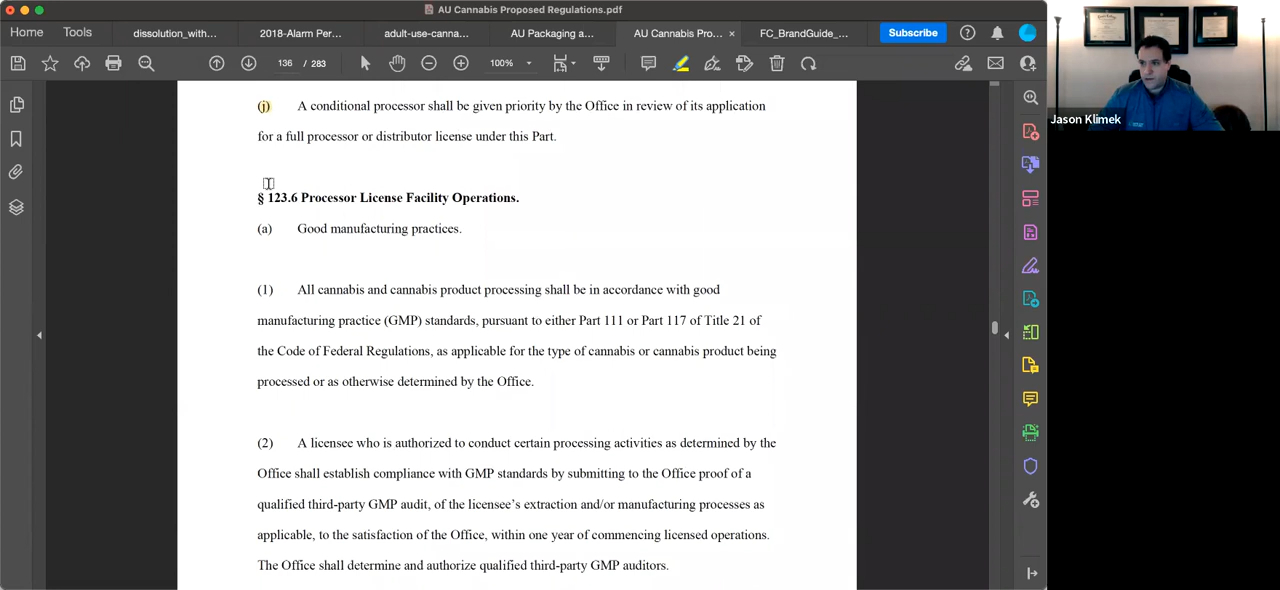 AU Cannabis Proposed Regulations.pdf
Home Tools dissolution_with... 2018-Alarm Per... adult-use-canna... AU Packaging a... AU Cannabis Pro... × FC_BrandGuide_... Subscribe
136 / 283 100%
(j) A conditional processor shall be given priority by the Office in review of its application
for a full processor or distributor license under this Part.
§ 123.6 Processor License Facility Operations.
(a) Good manufacturing practices.
(1) All cannabis and cannabis product processing shall be in accordance with good
manufacturing practice (GMP) standards, pursuant to either Part 111 or Part 117 of Title 21 of
the Code of Federal Regulations, as applicable for the type of cannabis or cannabis product being
processed or as otherwise determined by the Office.
(2) A licensee who is authorized to conduct certain processing activities as determined by the
Office shall establish compliance with GMP standards by submitting to the Office proof of a
qualified third-party GMP audit, of the licensee’s extraction and/or manufacturing processes as
applicable, to the satisfaction of the Office, within one year of commencing licensed operations.
The Office shall determine and authorize qualified third-party GMP auditors.
Jason Klimek